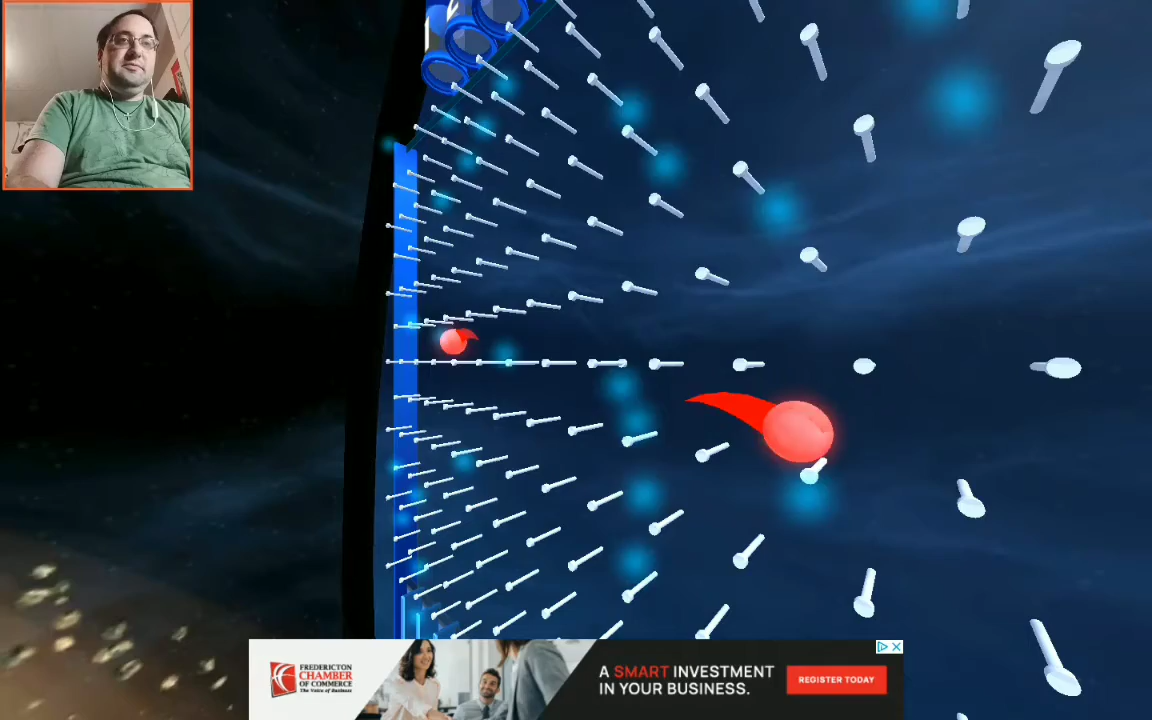 FREDERICTON
CHAMBER
OF COMMERCE
The Voice of Business
A SMART INVESTMENT
IN YOUR BUSINESS.
REGISTER TODAY